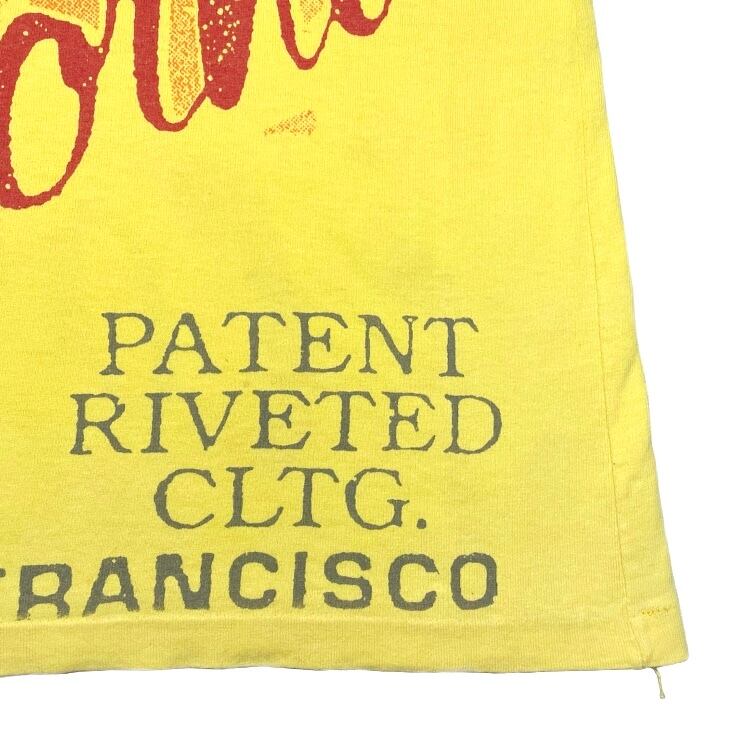 PATENT
RIVETED
CLTG.
FRANCISCO